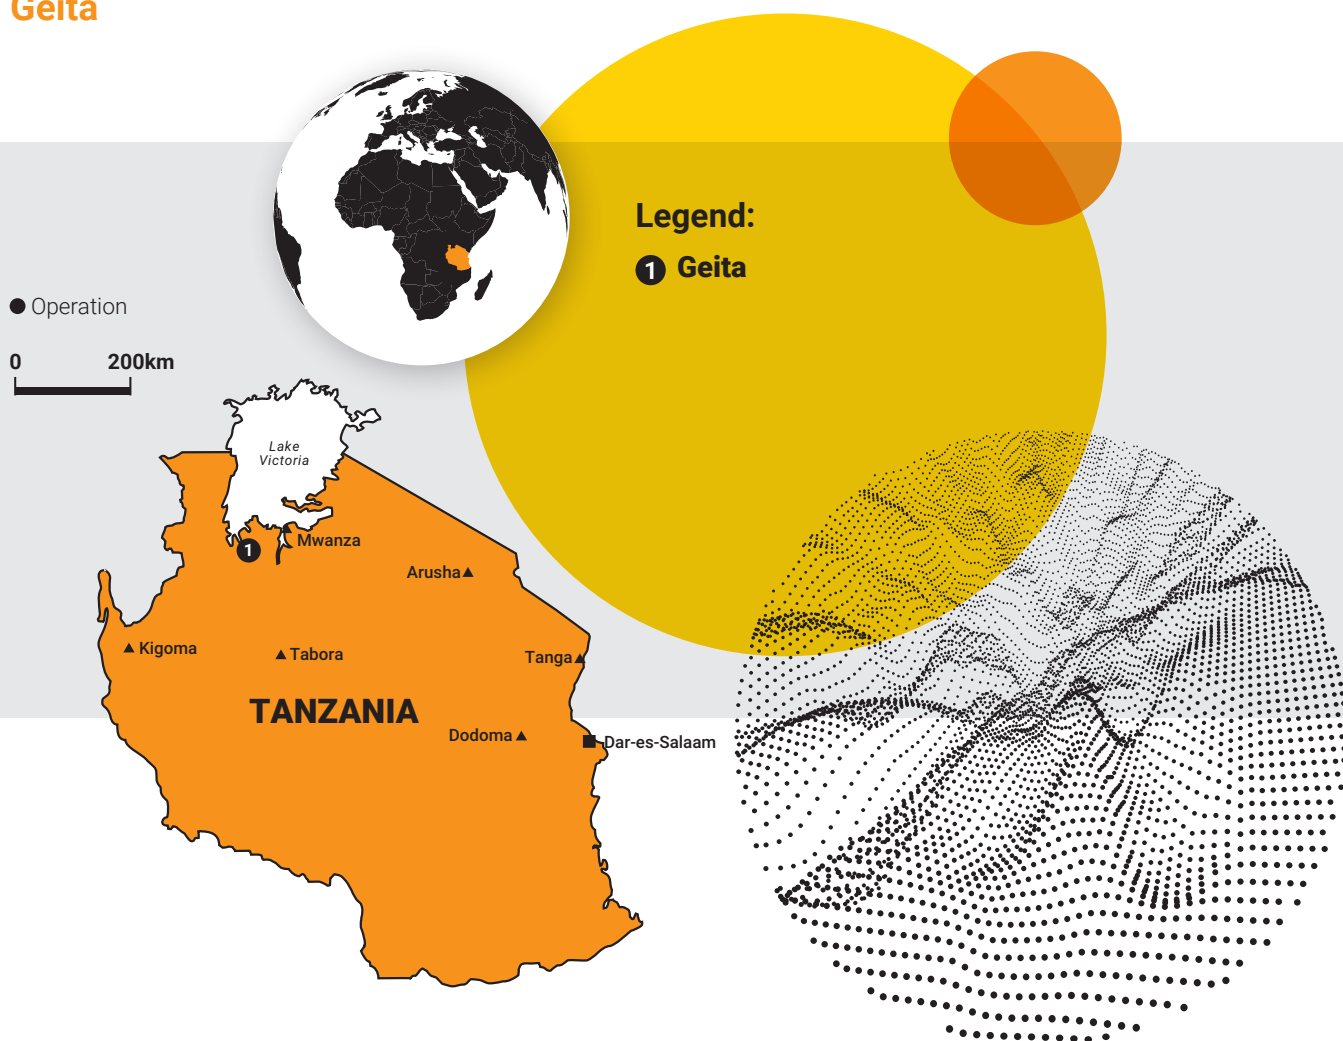 Geita
Legend:
1 Geita
Operation
0 200km
Lake
Victoria
1
Mwanza
Arusha
Kigoma
Tabora
Tanga
TANZANIA
Dodoma
Dar-es-Salaam